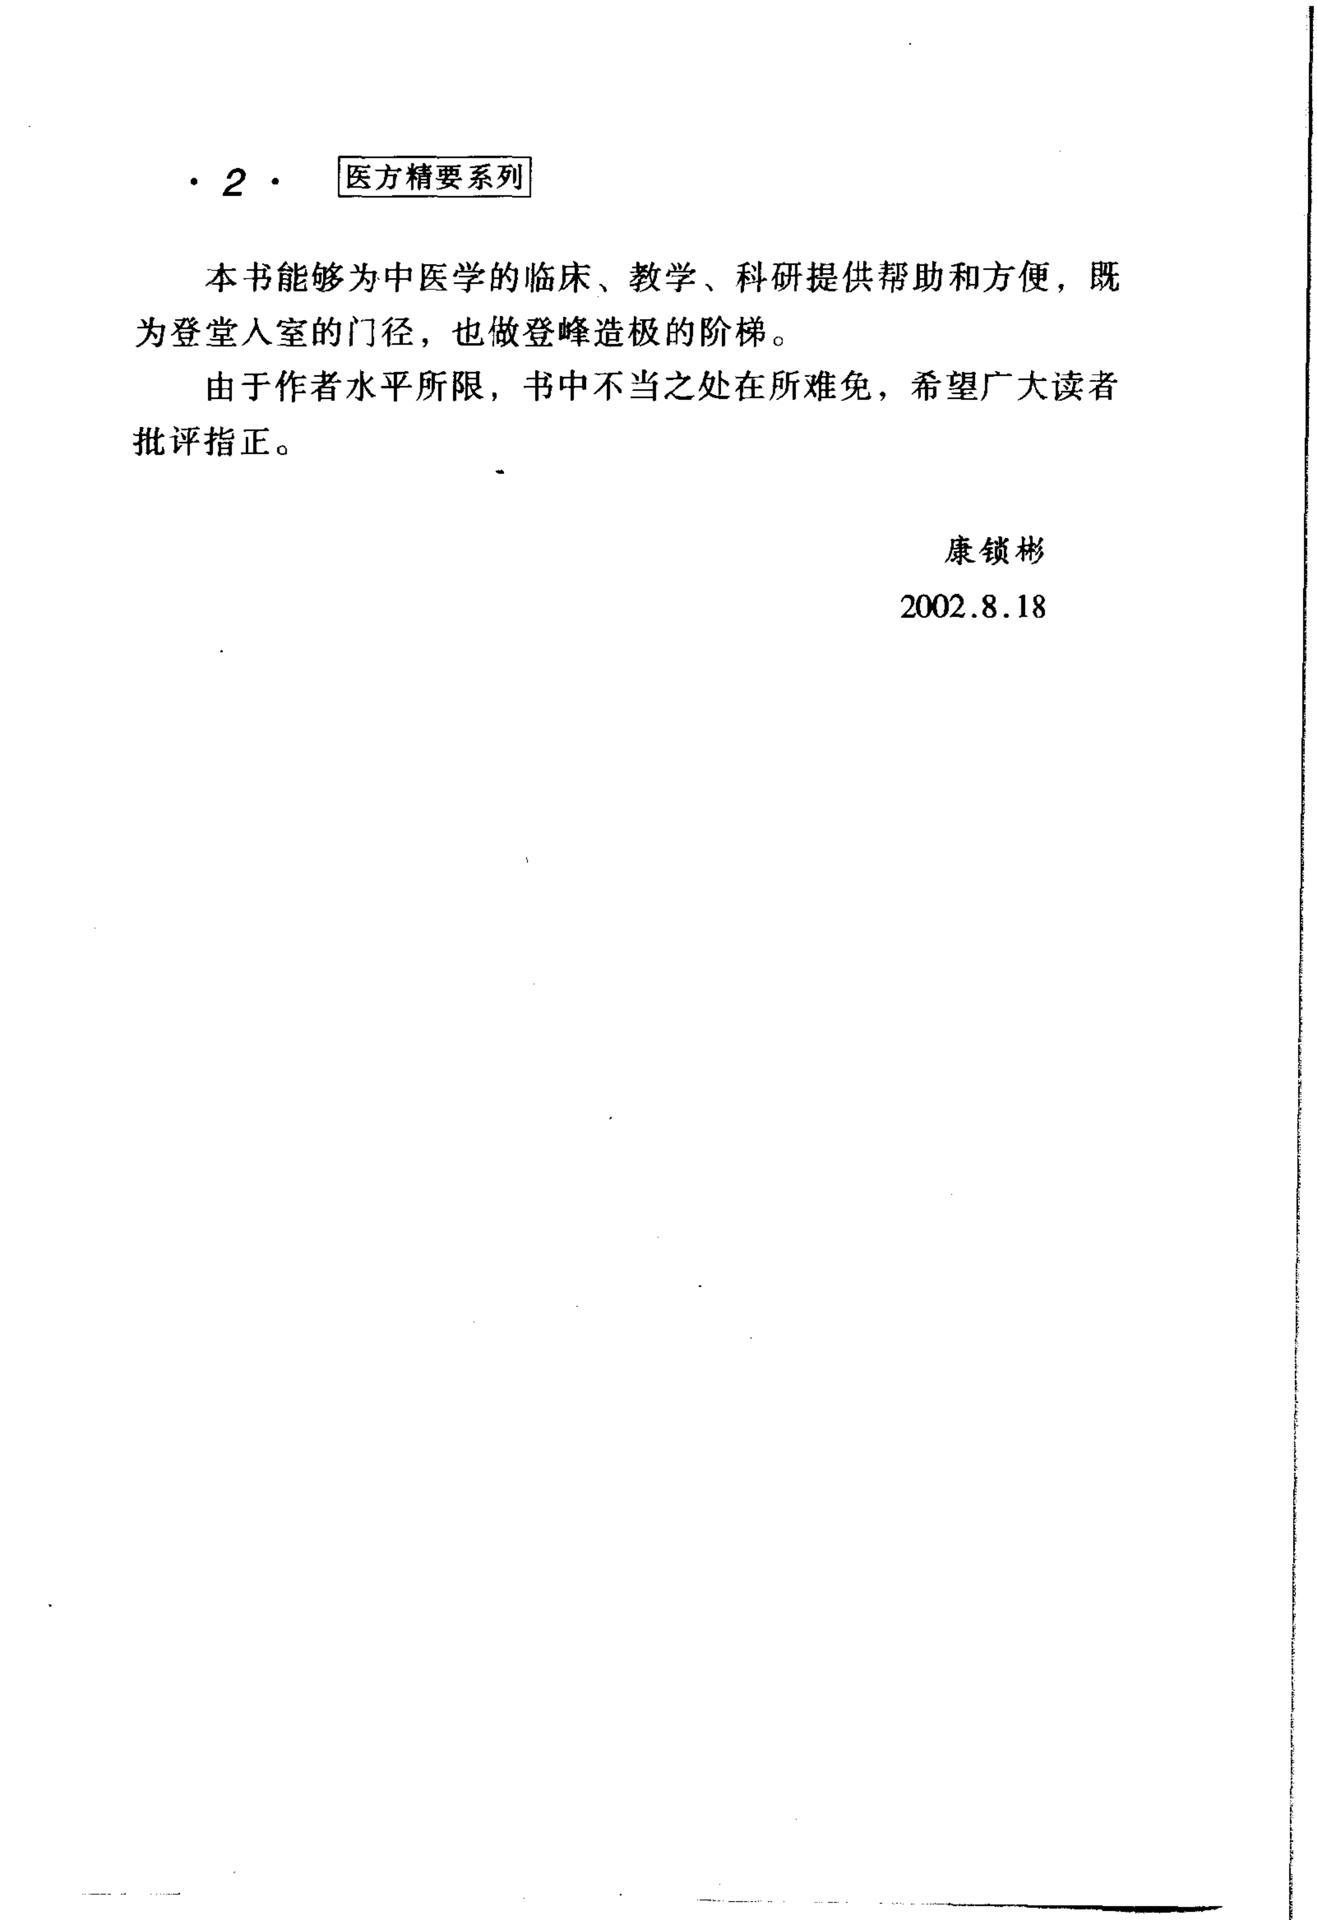 · 2 · 医方精要系列
本书能够为中医学的临床、教学、科研提供帮助和方便，既
为登堂入室的门径，也做登峰造极的阶梯。
由于作者水平所限，书中不当之处在所难免，希望广大读者
批评指正。
康锁彬
2002.8.18